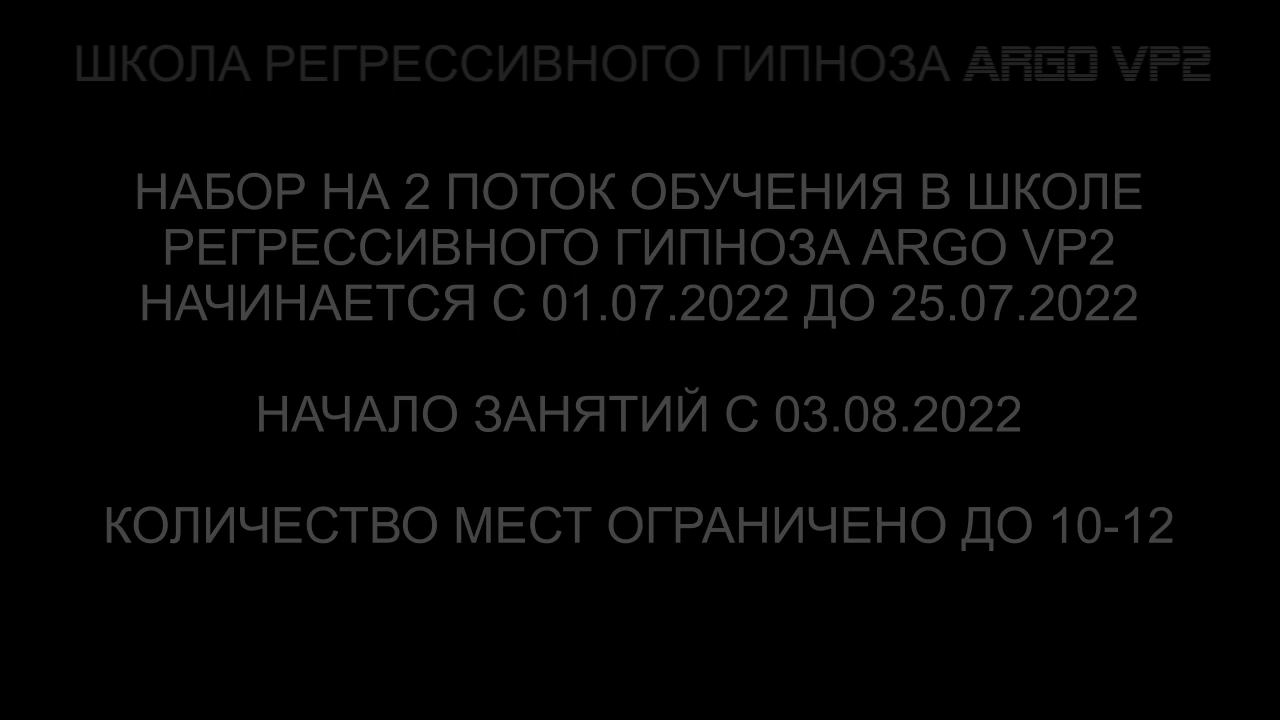 ШКОЛА РЕГРЕССИВНОГО ГИПНОЗА ARGO VP2
НАБОР НА 2 ПОТОК ОБУЧЕНИЯ В ШКОЛЕ
РЕГРЕССИВНОГО ГИПНОЗА ARGO VP2
НАЧИНАЕТСЯ С 01.07.2022 ДО 25.07.2022
НАЧАЛО ЗАНЯТИЙ С 03.08.2022
КОЛИЧЕСТВО МЕСТ ОГРАНИЧЕНО ДО 10-12